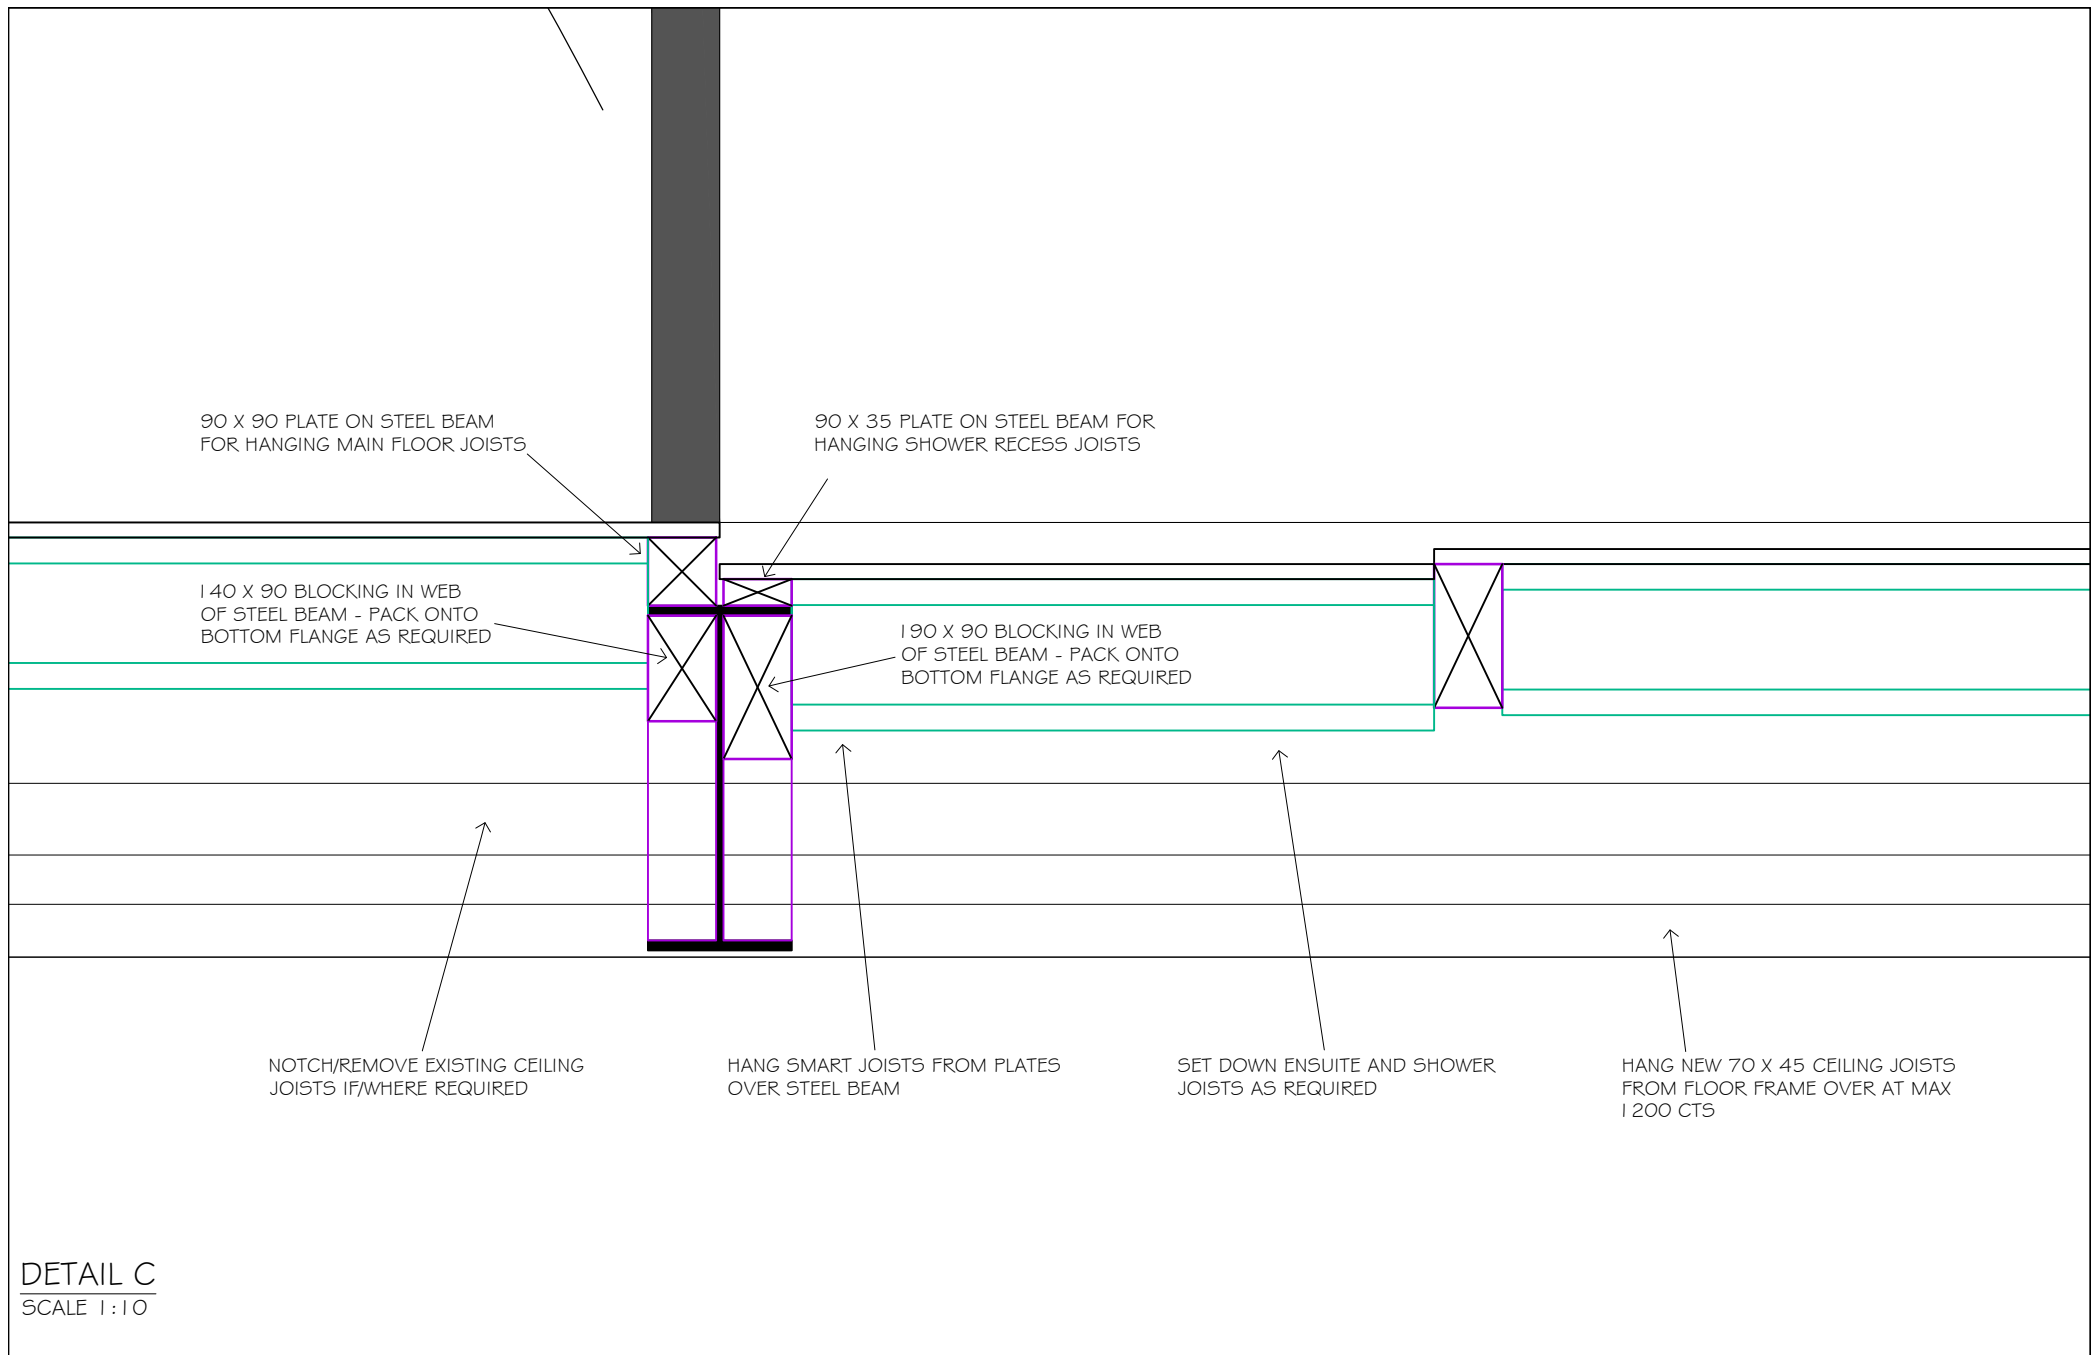 90 X 90 PLATE ON STEEL BEAM
FOR HANGING MAIN FLOOR JOISTS
90 X 35 PLATE ON STEEL BEAM FOR
HANGING SHOWER RECESS JOISTS
140 X 90 BLOCKING IN WEB
OF STEEL BEAM - PACK ONTO
BOTTOM FLANGE AS REQUIRED
190 X 90 BLOCKING IN WEB
OF STEEL BEAM - PACK ONTO
BOTTOM FLANGE AS REQUIRED
NOTCH/REMOVE EXISTING CEILING
JOISTS IF/WHERE REQUIRED
HANG SMART JOISTS FROM PLATES
OVER STEEL BEAM
SET DOWN ENSUITE AND SHOWER
JOISTS AS REQUIRED
HANG NEW 70 X 45 CEILING JOISTS
FROM FLOOR FRAME OVER AT MAX
1200 CTS
DETAIL C
SCALE 1:10